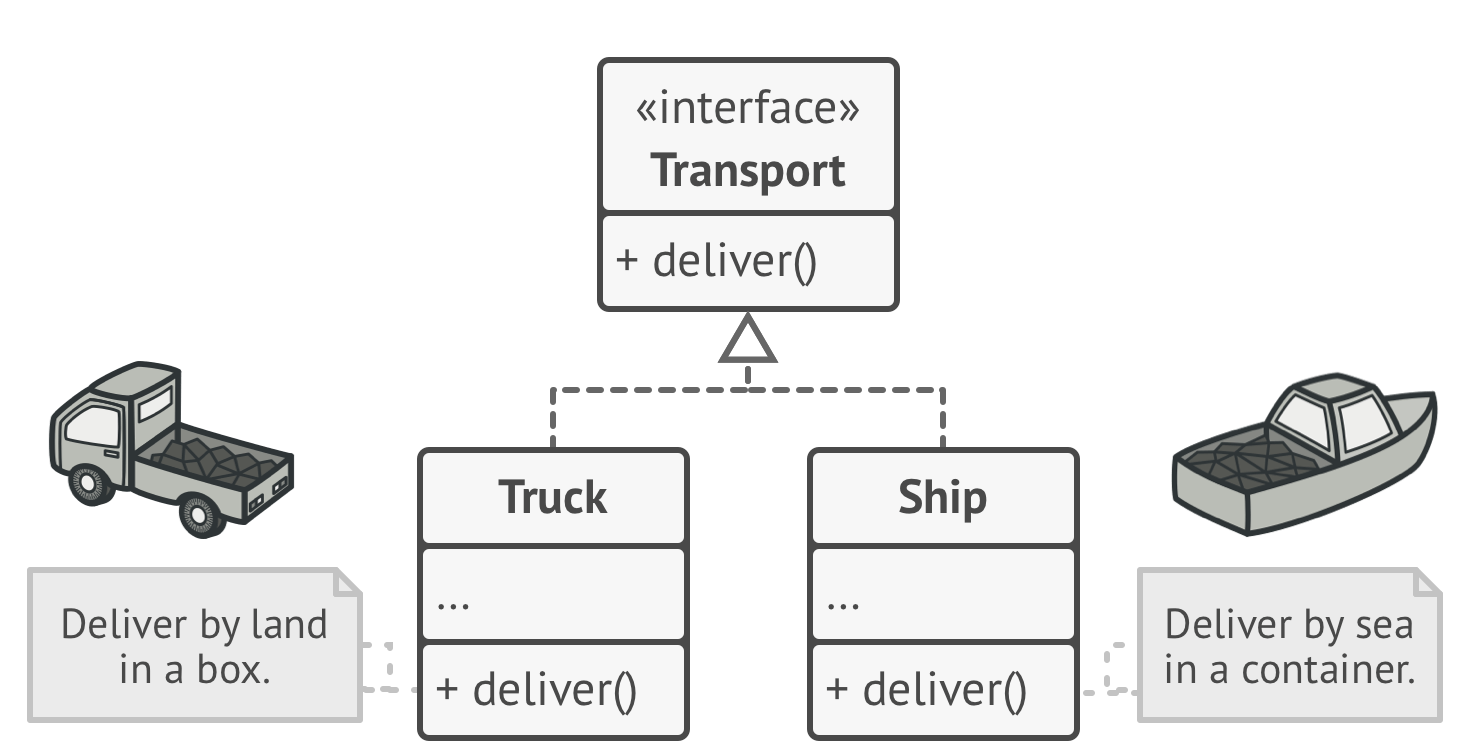 «interface»
Transport
+ deliver()
Truck
...
+ deliver()
Ship
...
+ deliver()
Deliver by land
in a box.
Deliver by sea
in a container.